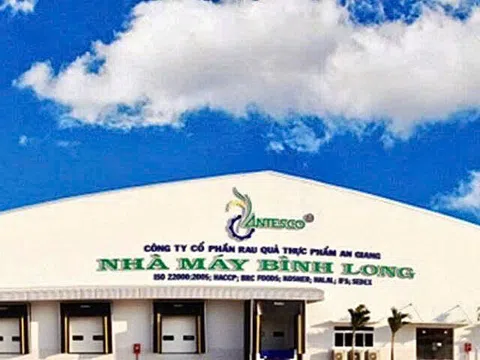 ANTESCO
CÔNG TY CỔ PHẦN RAU QUẢ THỰC PHẨM AN GIANG
NHÀ MÁY BÌNH LONG
ISO 22000:2005; HACCP; BRC FOODS; KOSHER; HALAL; IFS; SEDEX